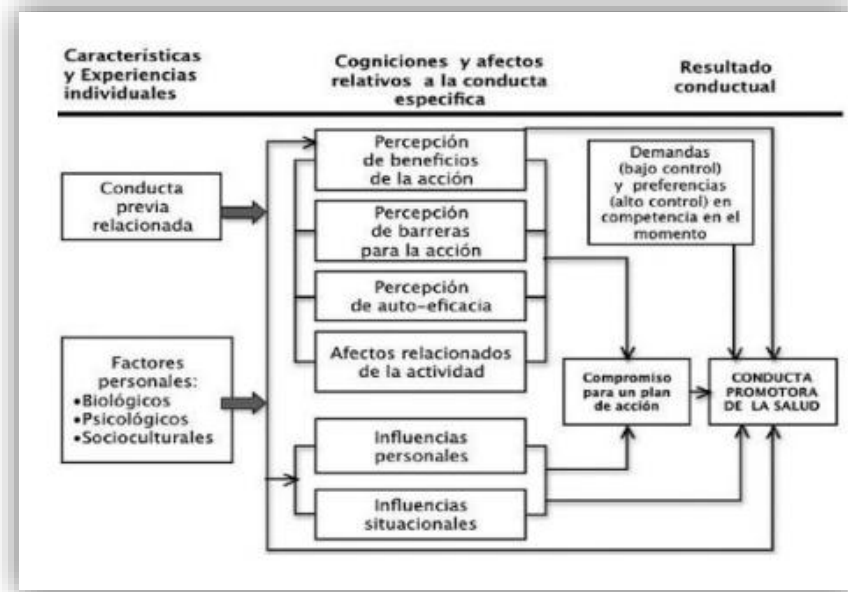 Características
y Experiencias
individuales
Cogniciones y afectos
relativos a la conducta
especifica
Resultado
conductual
Conducta
previa
relacionada
Factores
personales:
•Biológicos
•Psicológicos
•Socioculturales
Percepción
de beneficios
de la acción
Percepción
de barreras
para la acción
Percepción
de auto-eficacia
Afectos relacionados
de la actividad
Influencias
personales
Influencias
situacionales
Demandas
(bajo control)
y preferencias
(alto control) en
competencia en el
momento
Compromiso
para un plan
de acción
CONDUCTA
PROMOTORA
DE LA SALUD